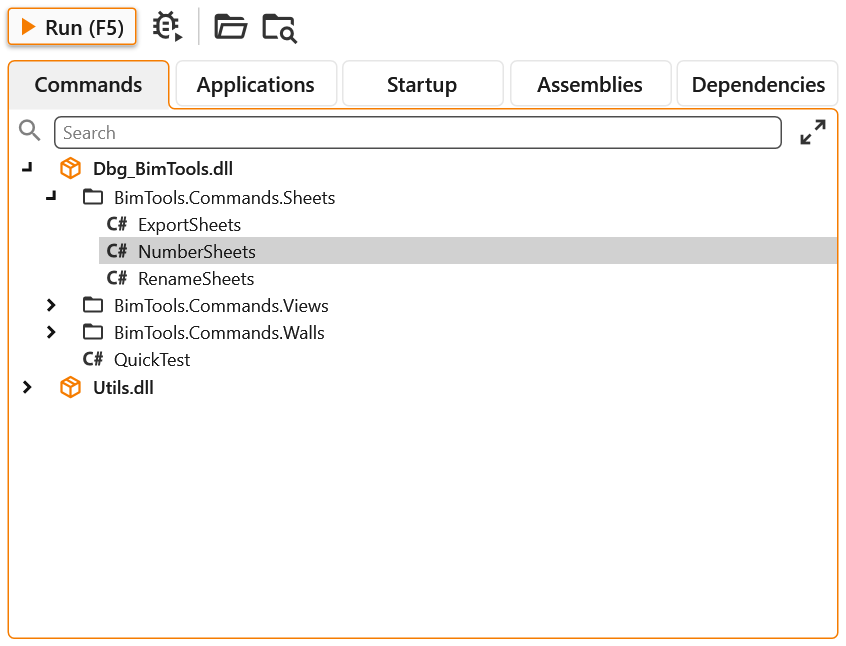 Run (F5)
Commands Applications Startup Assemblies Dependencies
Search
Dbg_BimTools.dll
BimTools.Commands.Sheets
C# ExportSheets
C# NumberSheets
C# RenameSheets
BimTools.Commands.Views
BimTools.Commands.Walls
C# QuickTest
Utils.dll